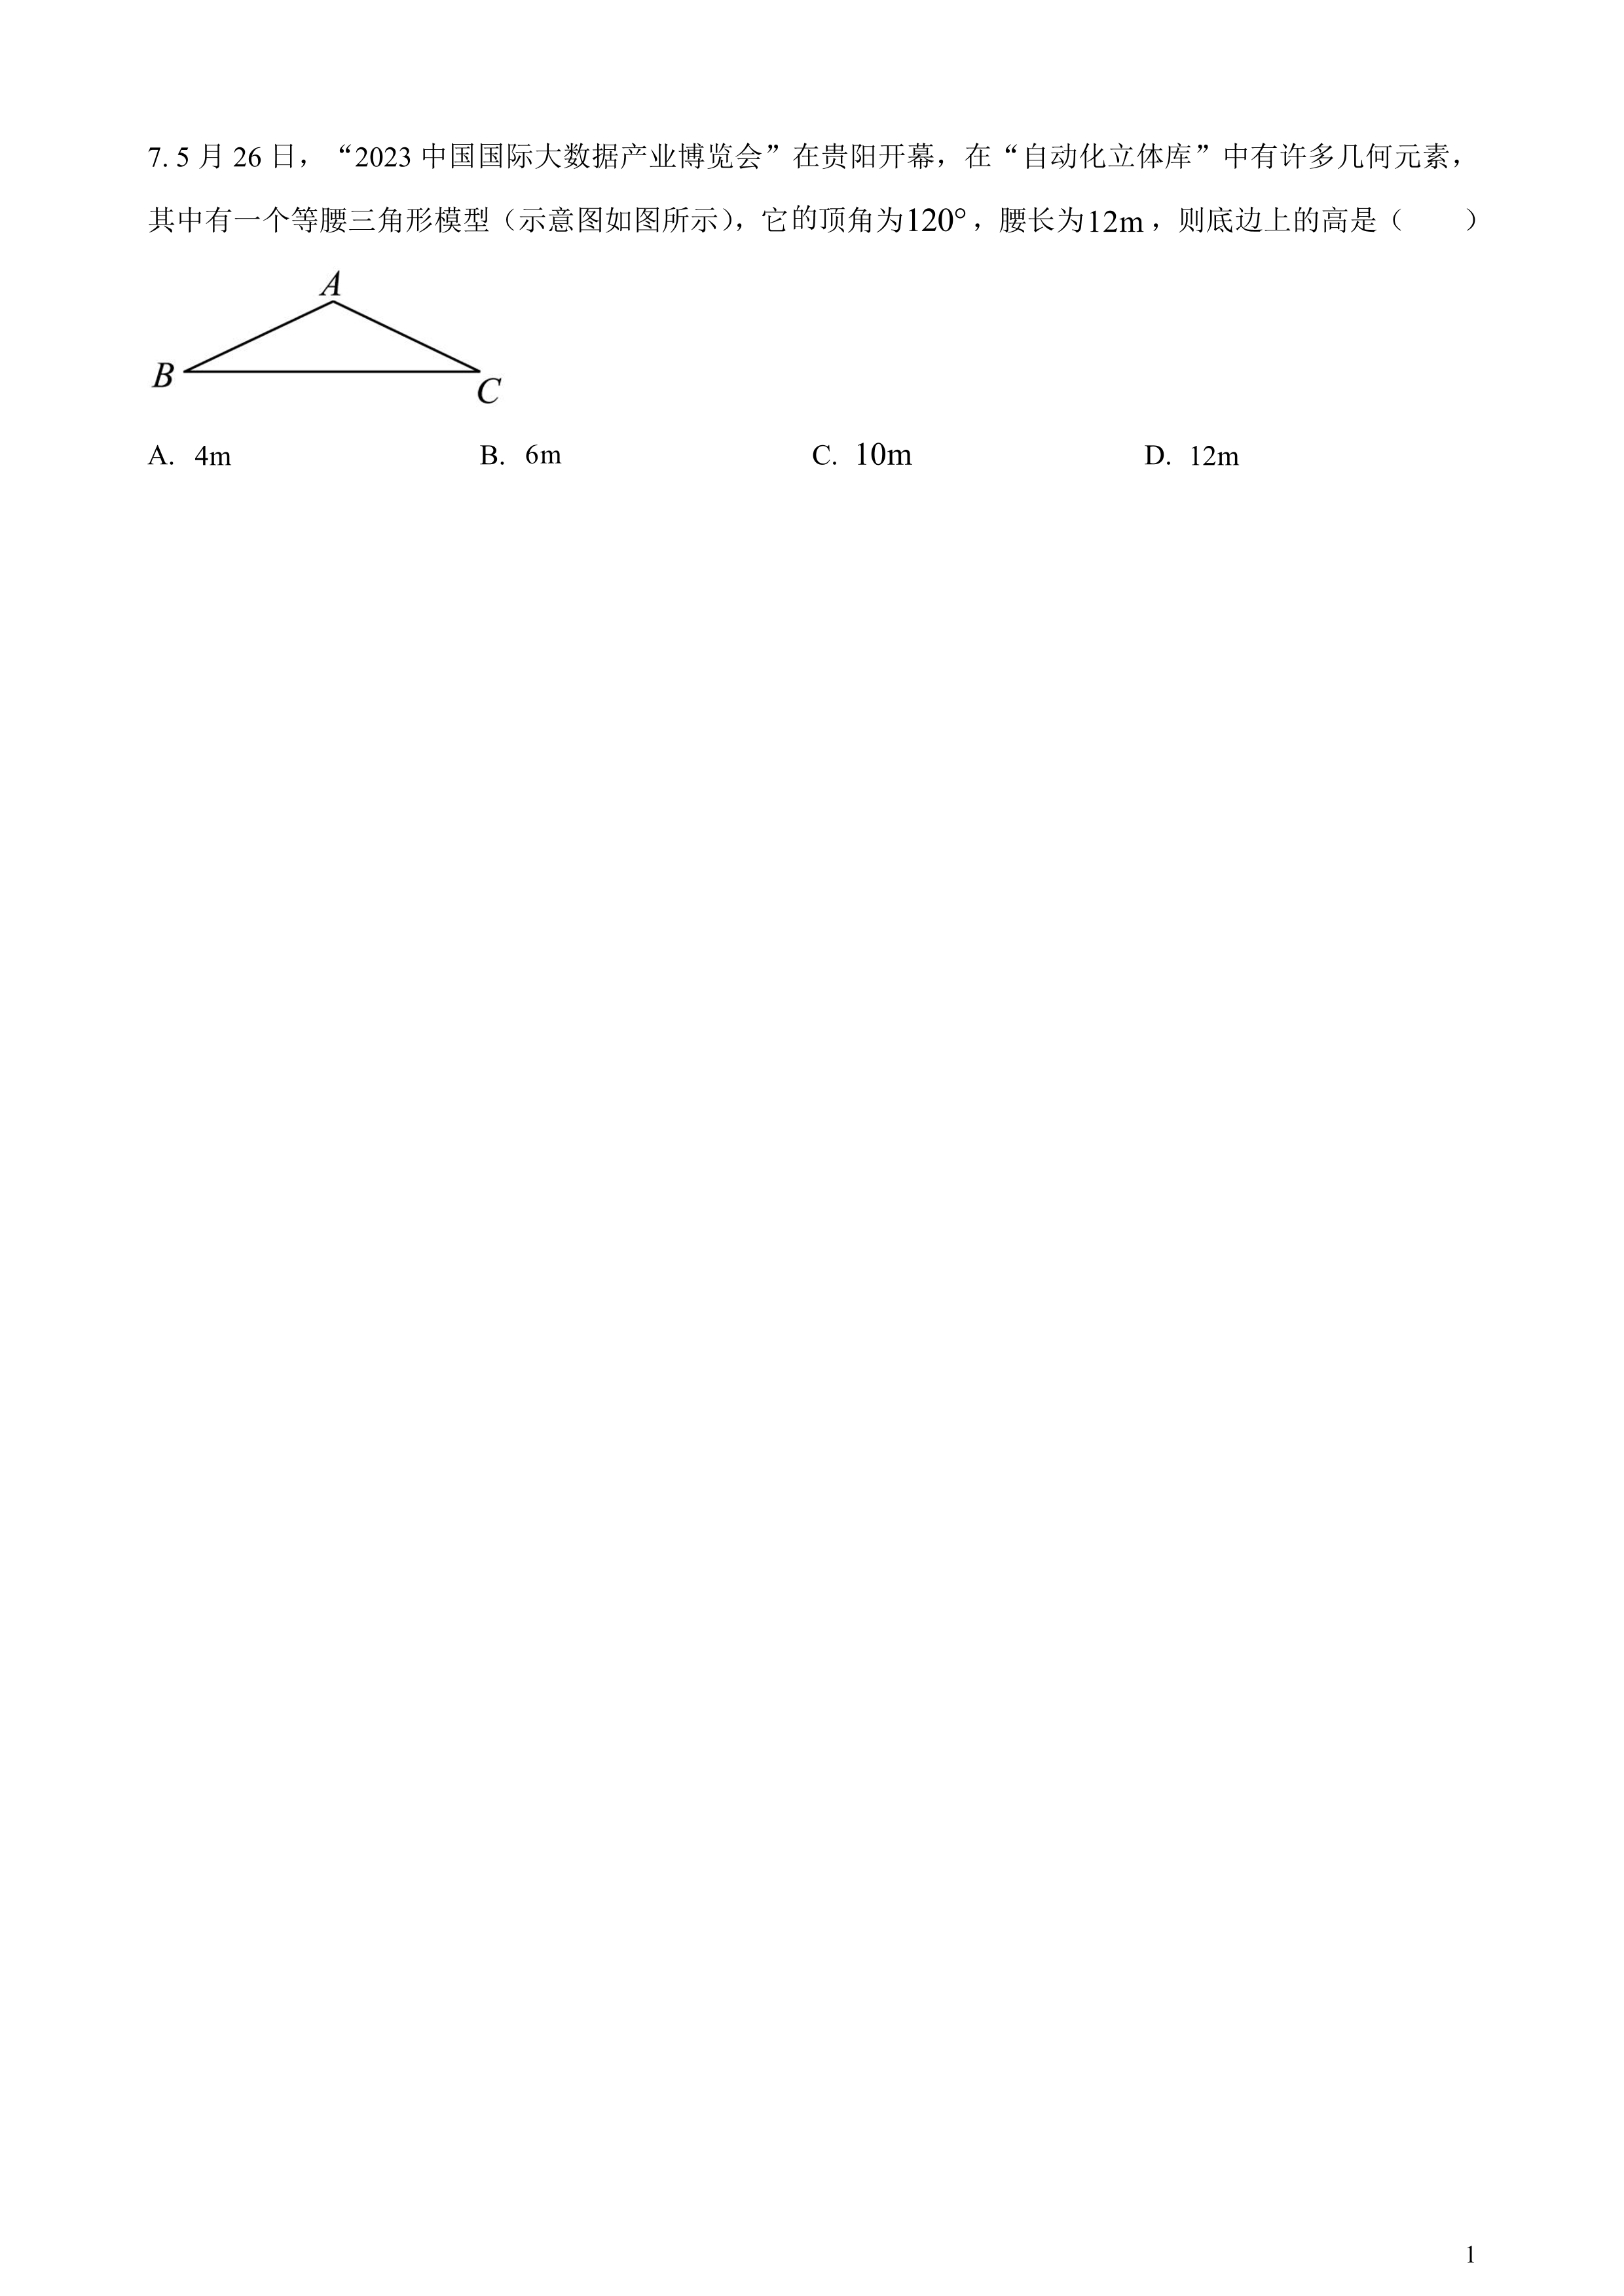 7. 5 月 26 日，“2023 中国国际大数据产业博览会”在贵阳开幕，在“自动化立体库”中有许多几何元素，
其中有一个等腰三角形模型（示意图如图所示），它的顶角为120°，腰长为12m，则底边上的高是（　　）
A
B
C
A. 4m B. 6m C. 10m D. 12m
1